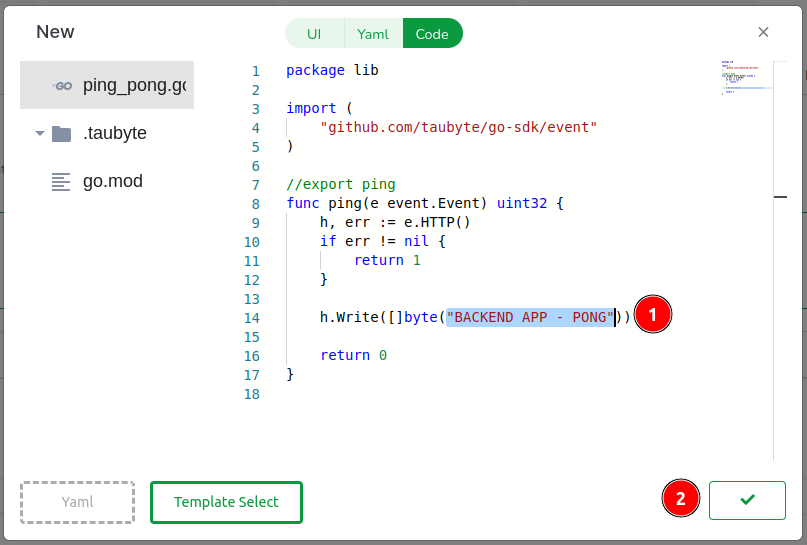 New
UI
Yaml
Code
×
GO
ping_pong.go
.taubyte
go.mod
1 package lib
2
3 import (
4 "github.com/taubyte/go-sdk/event"
5 )
6
7 //export ping
8 func ping(e event.Event) uint32 {
9 h, err := e.HTTP()
10 if err != nil {
11 return 1
12 }
13
14 h.Write([]byte("BACKEND APP - PONG"))
15
16 return 0
17 }
18
1
Yaml
Template Select
2